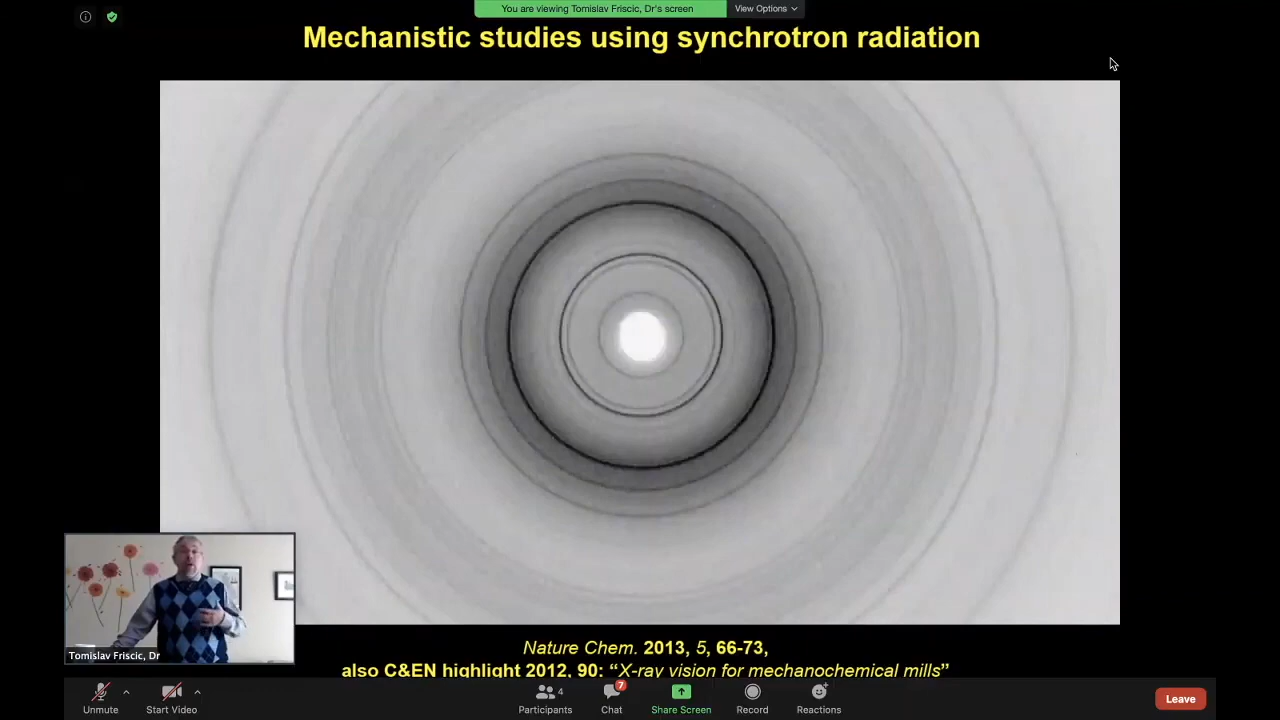 You are viewing Tomislav Friscic, Dr's screen
View Options
Mechanistic studies using synchrotron radiation
Tomislav Friscic, Dr
Nature Chem. 2013, 5, 66-73,
also C&EN highlight 2012, 90: “X-ray vision for mechanochemical mills”
Unmute
Start Video
4
Participants
7
Chat
Share Screen
Record
Reactions
Leave